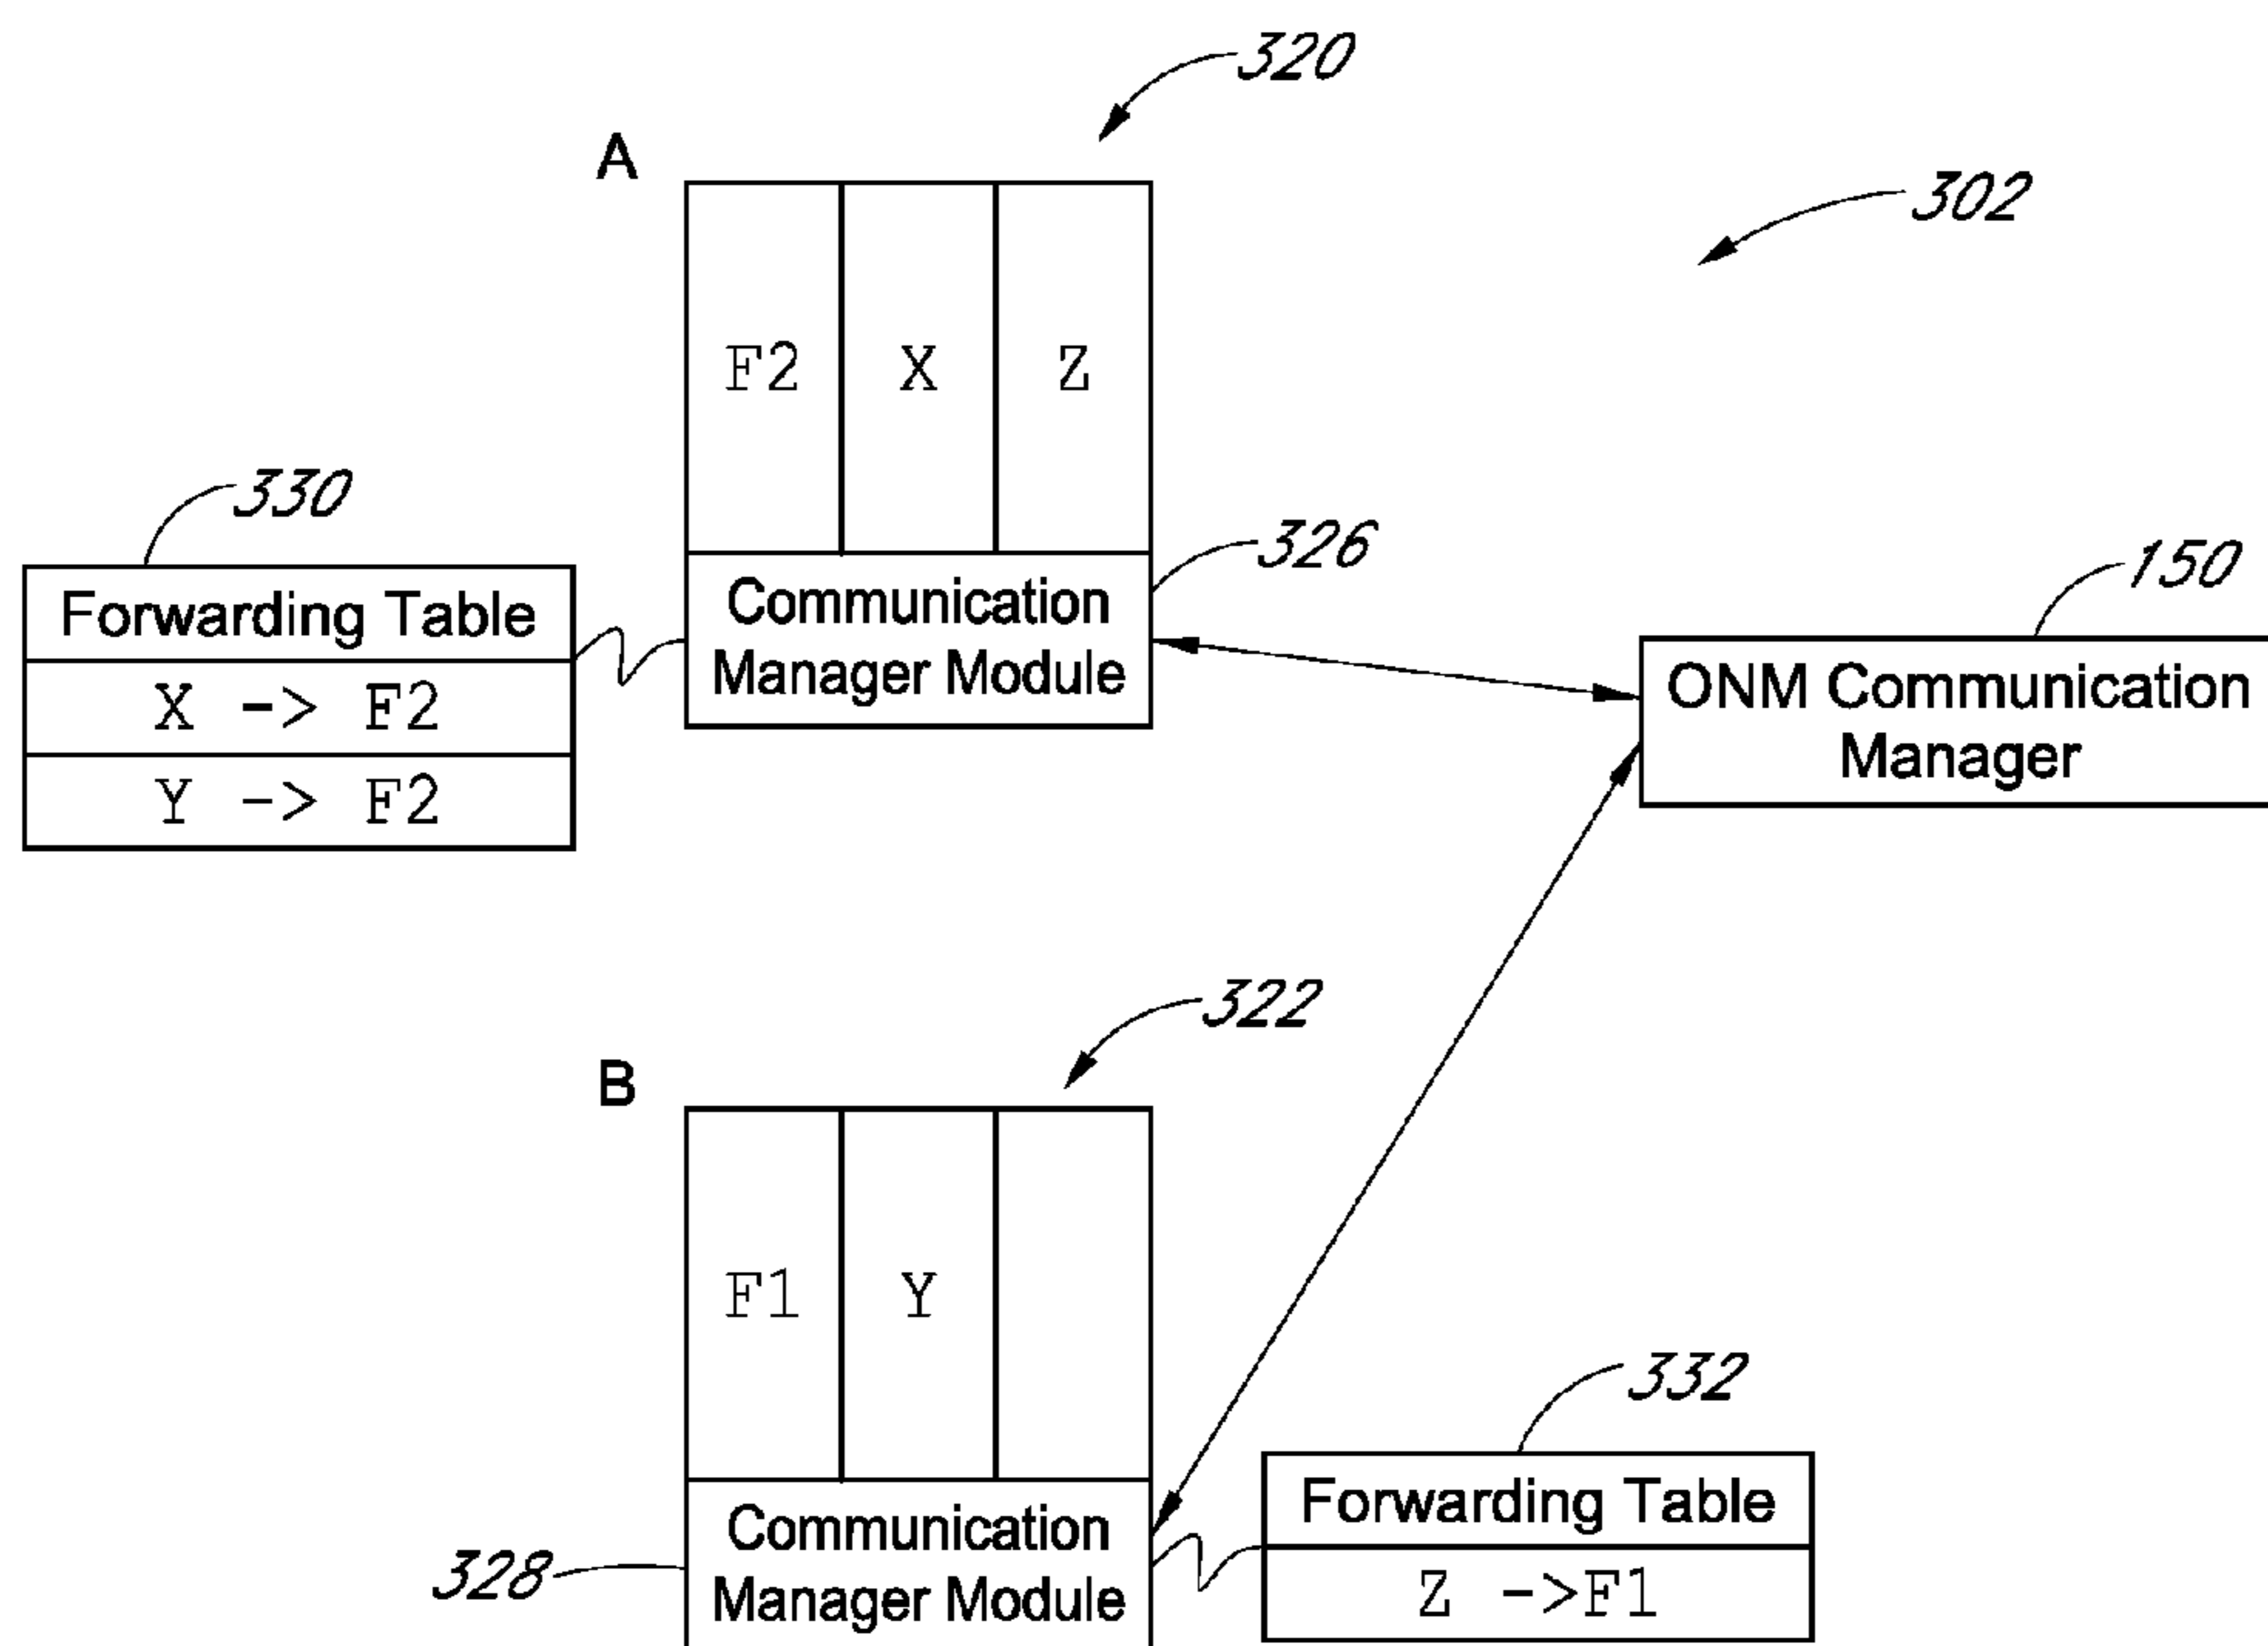 320
A
302
F2 X Z
330
326
150
Forwarding Table
X -> F2
Y -> F2
Communication
Manager Module
ONM Communication
Manager
322
B
F1 Y
332
328
Communication
Manager Module
Forwarding Table
Z ->F1